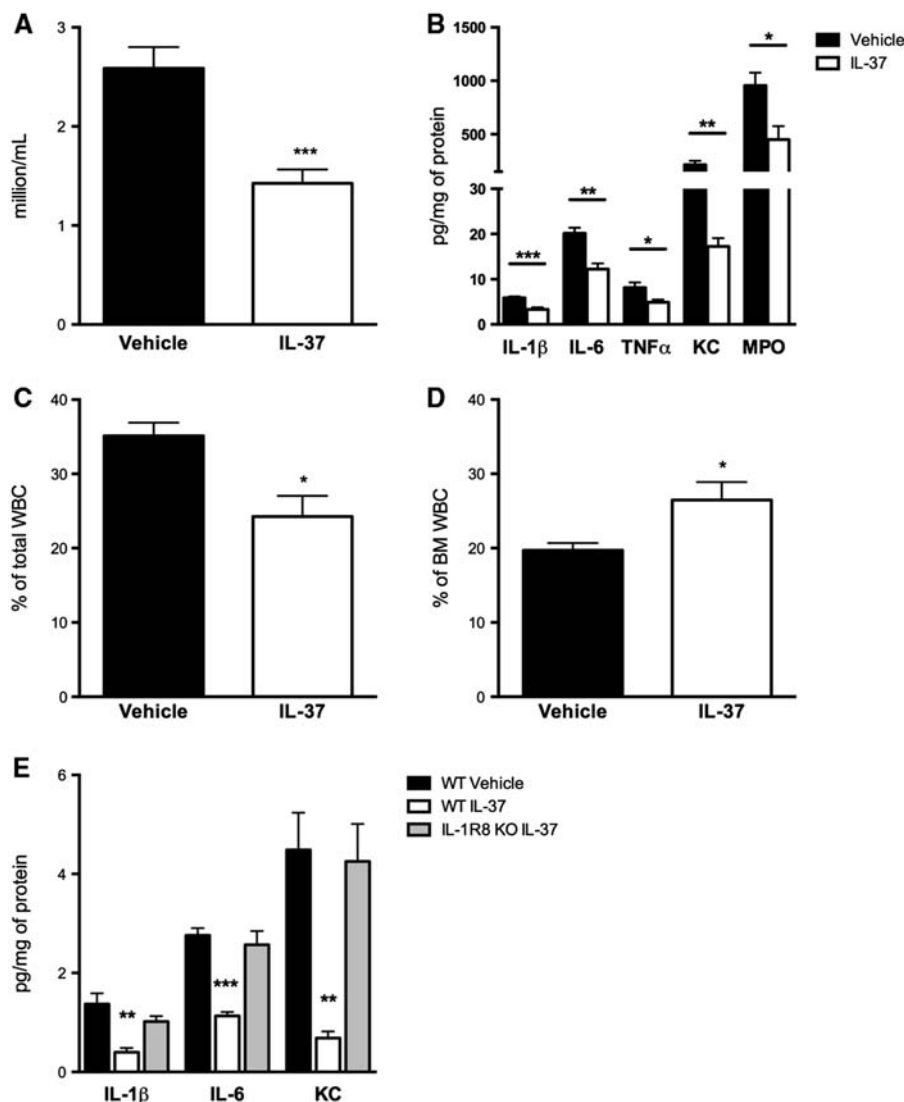 A
3
2
1
0
million/mL
***
Vehicle IL-37
B
1500
1000
500
30
20
10
0
pg/mg of protein
*** ** * ** *
IL-1β IL-6 TNFα KC MPO
Vehicle
IL-37
C
40
30
20
10
0
% of total WBC
*
Vehicle IL-37
D
40
30
20
10
0
% of BM WBC
*
Vehicle IL-37
E
6
4
2
0
pg/mg of protein
** *** **
IL-1β IL-6 KC
WT Vehicle
WT IL-37
IL-1R8 KO IL-37